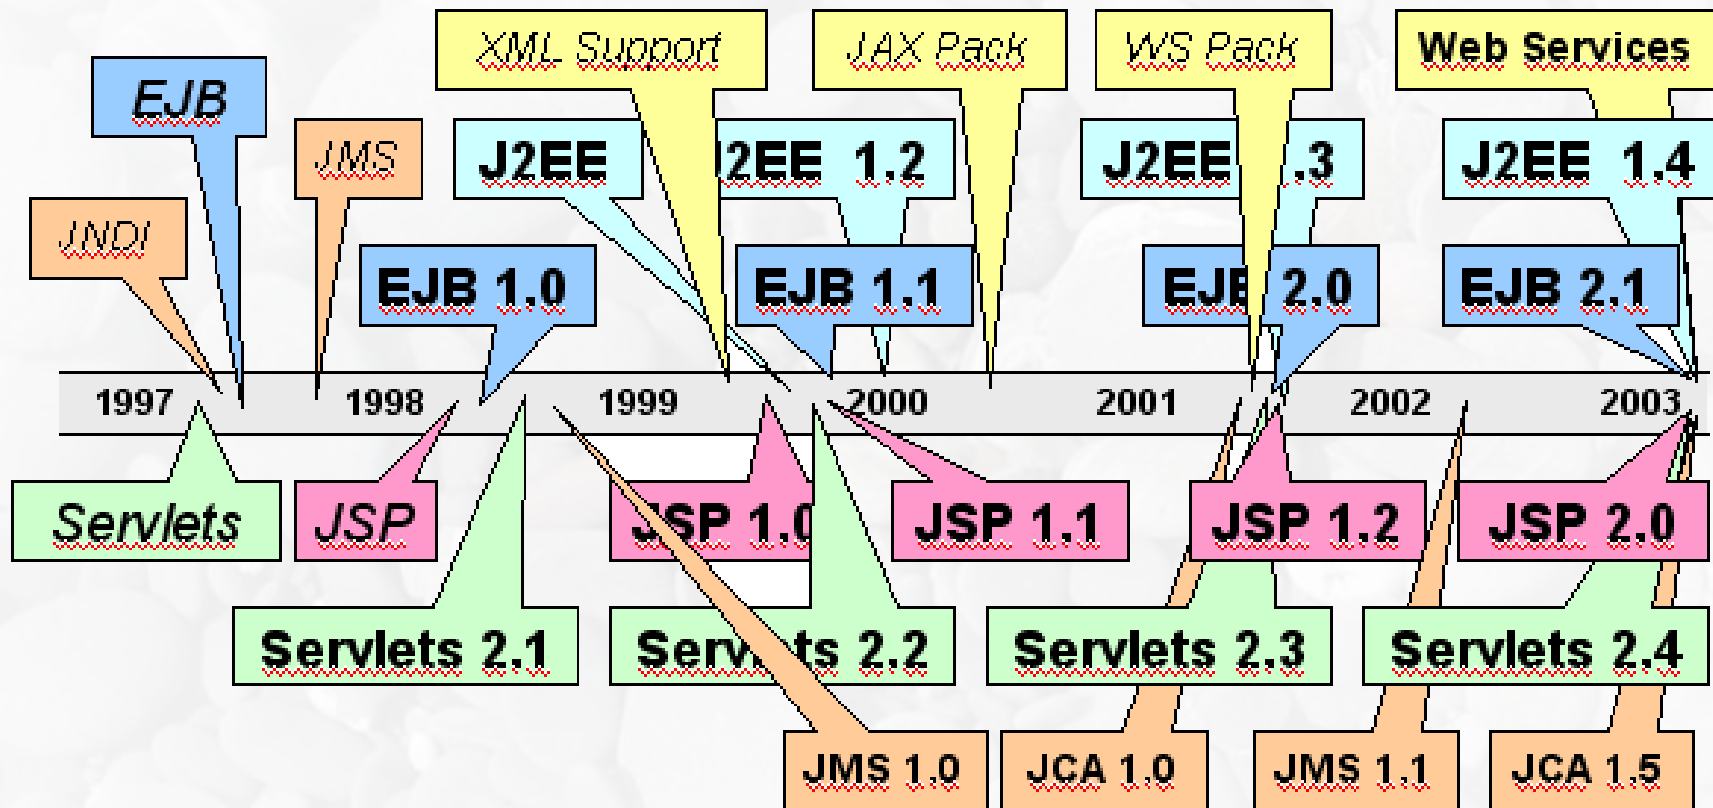 XML Support
JAX Pack
WS Pack
Web Services
EJB
JMS
J2EE
J2EE 1.2
J2EE .3
J2EE 1.4
JNDI
EJB 1.0
EJB 1.1
EJB 2.0
EJB 2.1
1997
1998
1999
2000
2001
2002
2003
Servlets
JSP
JSP 1.0
JSP 1.1
JSP 1.2
JSP 2.0
Servlets 2.1
Servlets 2.2
Servlets 2.3
Servlets 2.4
JMS 1.0
JCA 1.0
JMS 1.1
JCA 1.5